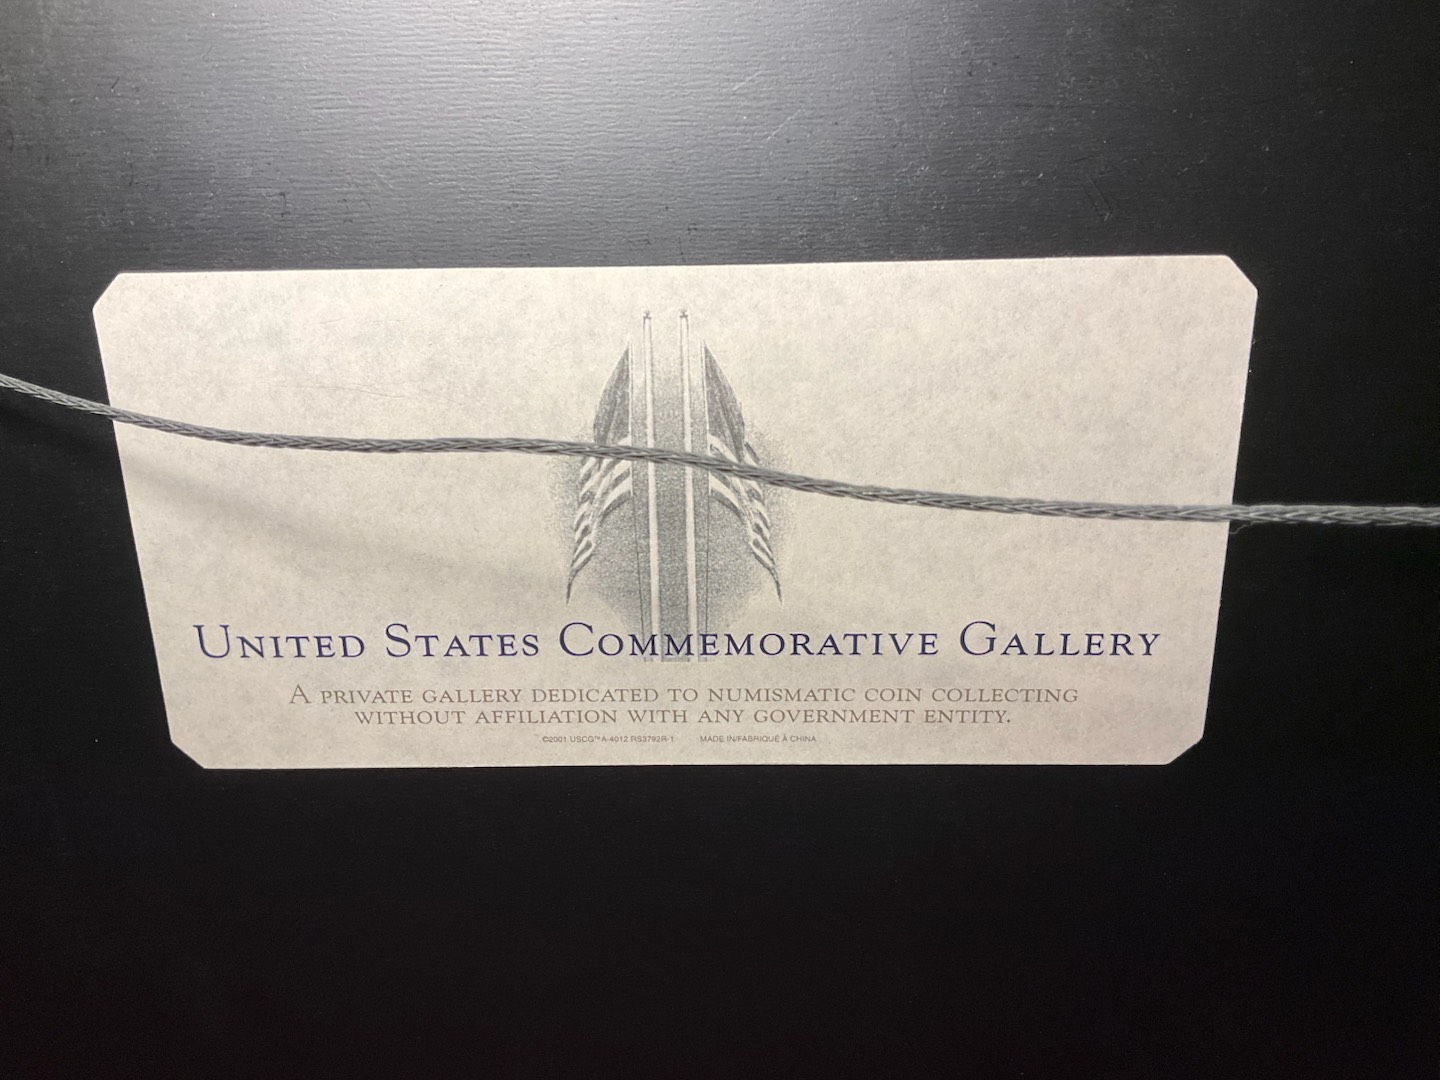 UNITED STATES COMMEMORATIVE GALLERY
A PRIVATE GALLERY DEDICATED TO NUMISMATIC COIN COLLECTING
WITHOUT AFFILIATION WITH ANY GOVERNMENT ENTITY.
©2001 USCG™ A-4012 RS3792R-1 MADE IN/FABRIQUÉ À CHINA